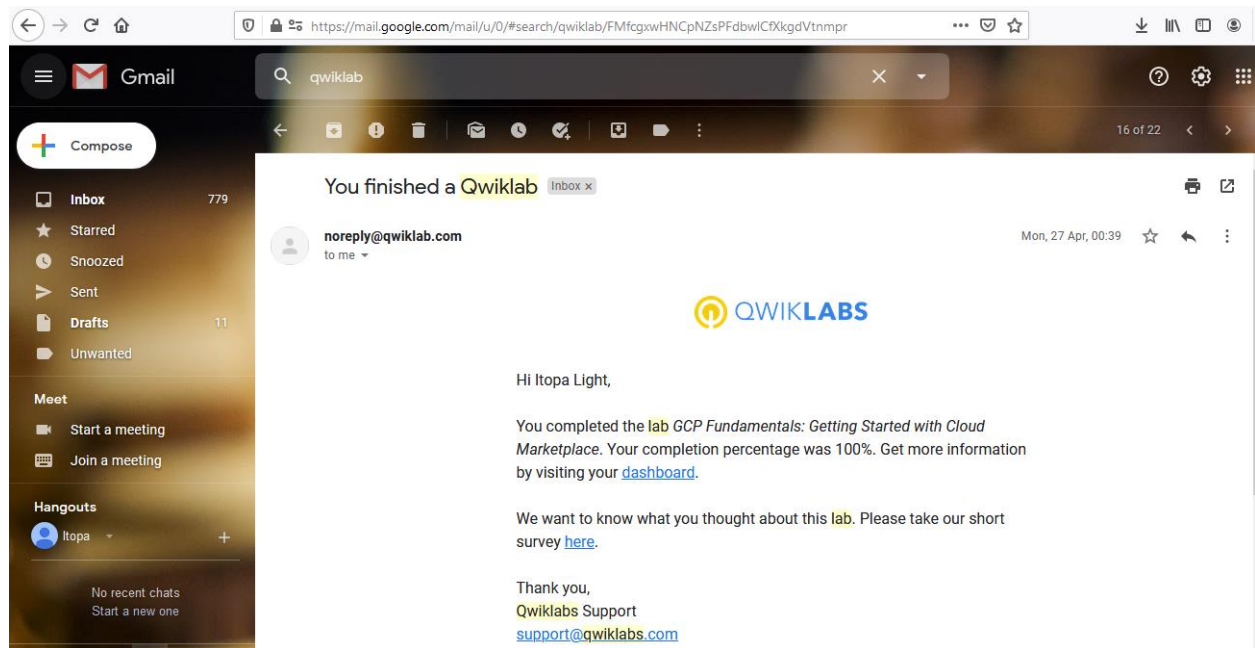 https://mail.google.com/mail/u/0/#search/qwiklab/FMfcgxwHNCpNZsPFdbwlCfXkgdVtnmpr
Gmail
qwiklab
Compose
16 of 22
Inbox 779
Starred
Snoozed
Sent
Drafts 11
Unwanted
Meet
Start a meeting
Join a meeting
Hangouts
Itopa
No recent chats
Start a new one
You finished a Qwiklab Inbox x
noreply@qwiklab.com
Mon, 27 Apr, 00:39
to me
QWIKLABS
Hi Itopa Light,
You completed the lab GCP Fundamentals: Getting Started with Cloud
Marketplace. Your completion percentage was 100%. Get more information
by visiting your dashboard.
We want to know what you thought about this lab. Please take our short
survey here.
Thank you,
Qwiklabs Support
support@qwiklabs.com